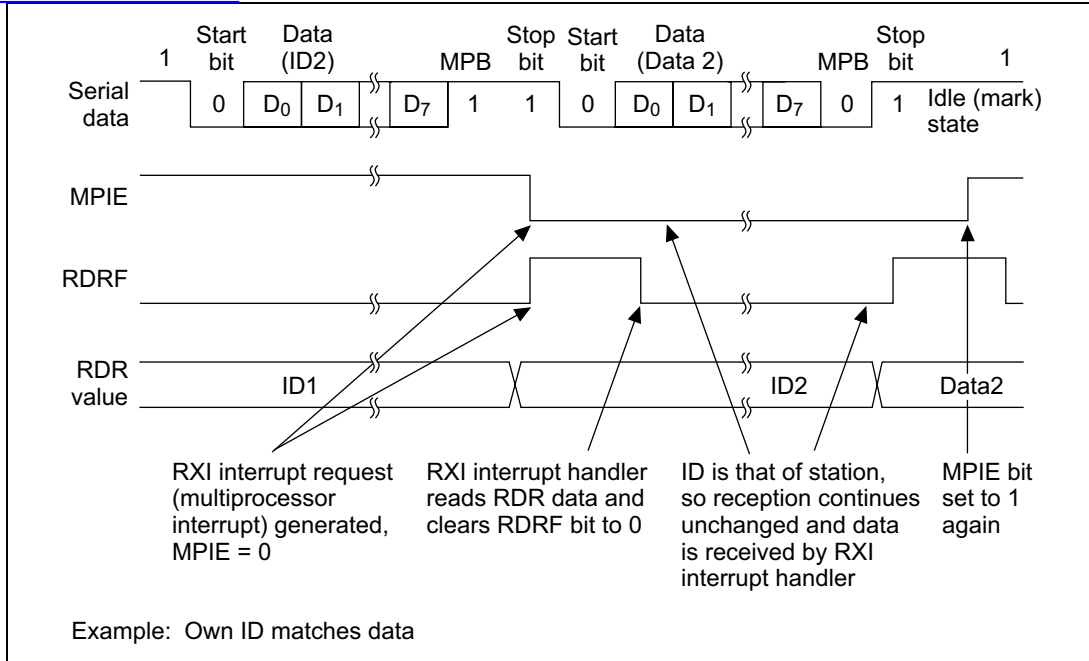 Start Data Stop Start Data Stop
1 bit (ID2) MPB bit bit (Data 2) MPB bit 1
Serial data 0 D0 D1 D7 1 1 0 D0 D1 D7 0 1 Idle (mark) state
MPIE
RDRF
RDR value ID1 ID2 Data2
RXI interrupt request
(multiprocessor
interrupt) generated,
MPIE = 0
RXI interrupt handler
reads RDR data and
clears RDRF bit to 0
ID is that of station,
so reception continues
unchanged and data
is received by RXI
interrupt handler
MPIE bit
set to 1
again
Example: Own ID matches data